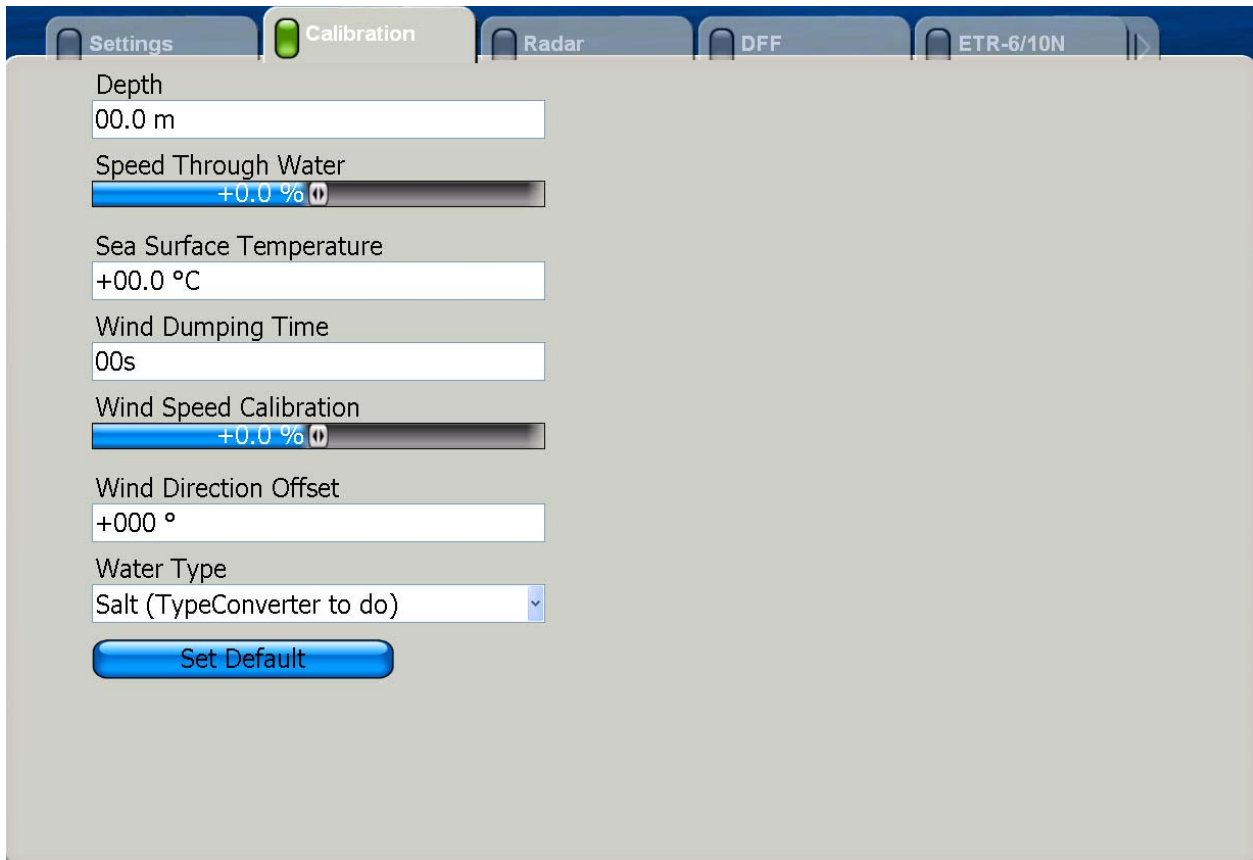 Settings
Calibration
Radar
DFF
ETR-6/10N
Depth
00.0 m
Speed Through Water
+0.0 %
Sea Surface Temperature
+00.0 °C
Wind Dumping Time
00s
Wind Speed Calibration
+0.0 %
Wind Direction Offset
+000 °
Water Type
Salt (TypeConverter to do)
Set Default